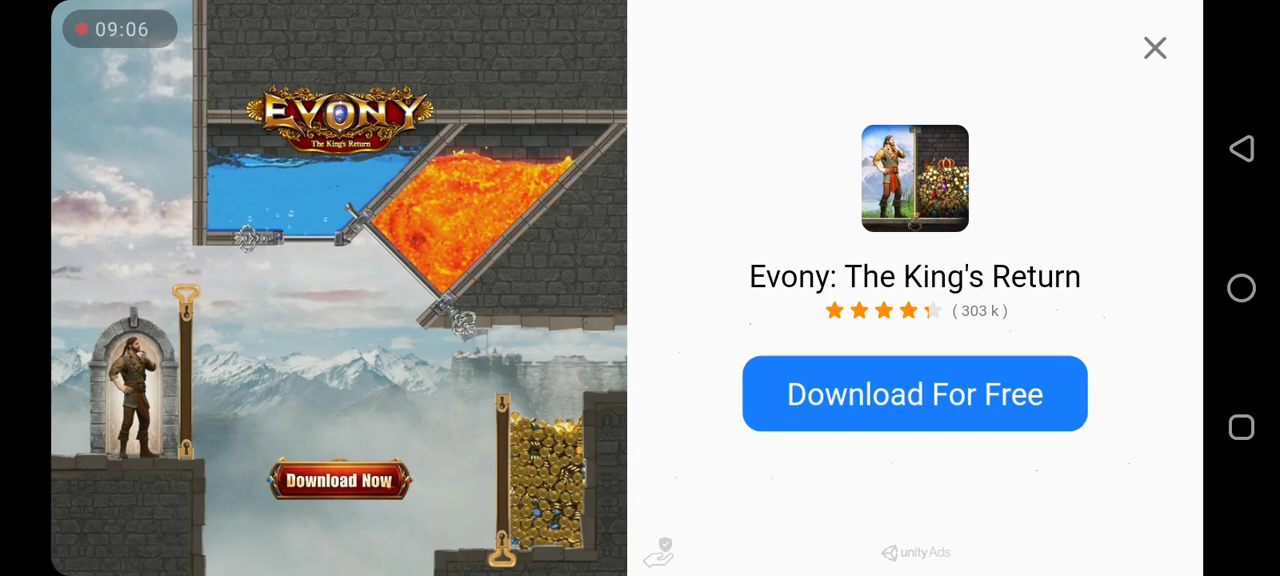 09:06
EVONY
The King's Return
Download Now
Evony: The King's Return
( 303 k )
Download For Free
unity Ads